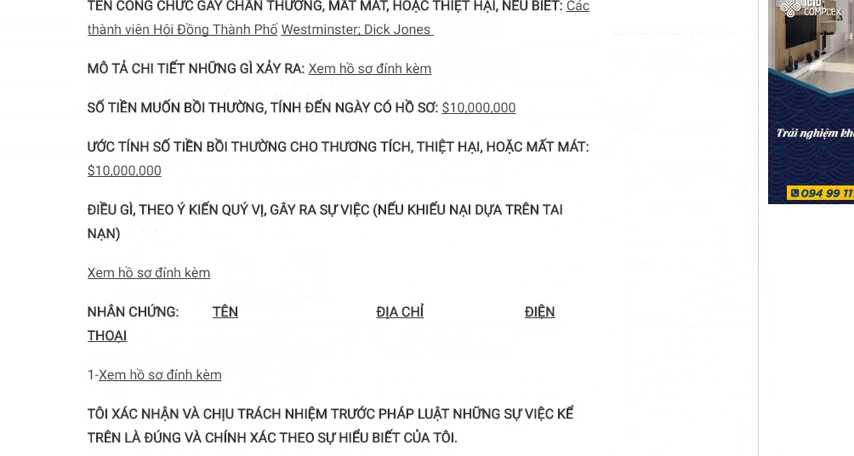 TÊN CÔNG CHỨC GÂY CHẤN THƯƠNG, MẤT MÁT, HOẶC THIỆT HẠI, NẾU BIẾT: Các
thành viên Hôi Đồng Thành Phố Westminster; Dick Jones
MÔ TẢ CHI TIẾT NHỮNG GÌ XẢY RA: Xem hồ sơ đính kèm
SỐ TIỀN MUỐN BỒI THƯỜNG, TÍNH ĐẾN NGÀY CÓ HỒ SƠ: $10,000,000
ƯỚC TÍNH SỐ TIỀN BỒI THƯỜNG CHO THƯƠNG TÍCH, THIỆT HẠI, HOẶC MẤT MÁT:
$10,000,000
ĐIỀU GÌ, THEO Ý KIẾN QUÝ VỊ, GÂY RA SỰ VIỆC (NẾU KHIẾU NẠI DỰA TRÊN TAI
NẠN)
Xem hồ sơ đính kèm
NHÂN CHỨNG: TÊN ĐỊA CHỈ ĐIỆN
THOẠI
1-Xem hồ sơ đính kèm
TÔI XÁC NHẬN VÀ CHỊU TRÁCH NHIỆM TRƯỚC PHÁP LUẬT NHỮNG SỰ VIỆC KỂ
TRÊN LÀ ĐÚNG VÀ CHÍNH XÁC THEO SỰ HIỂU BIẾT CỦA TÔI.
COMPLEX
Trải nghiệm
094 99 11